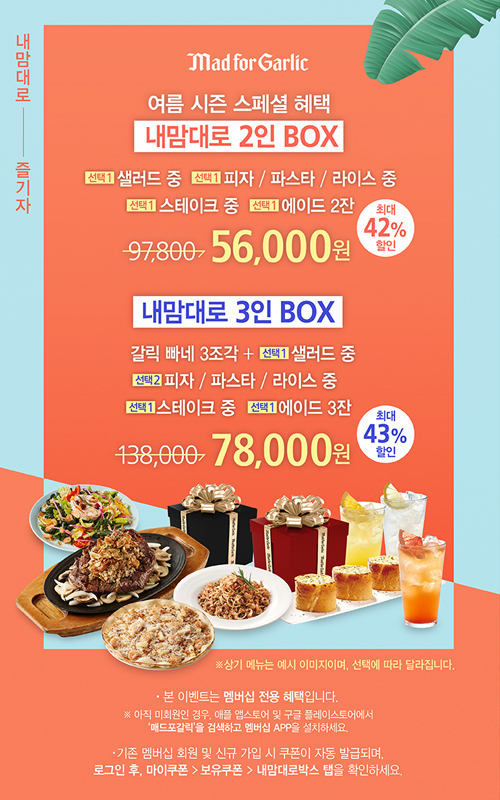 내맘대로
즐기자
Mad for Garlic
여름 시즌 스페셜 혜택
내맘대로 2인 BOX
선택1 샐러드 중 선택1 피자 / 파스타 / 라이스 중
선택1 스테이크 중 선택1 에이드 2잔
최대
42%
할인
97,800 56,000원
내맘대로 3인 BOX
갈릭 빠네 3조각 + 선택1 샐러드 중
선택2 피자 / 파스타 / 라이스 중
선택1 스테이크 중 선택1 에이드 3잔
최대
43%
할인
138,000 78,000원
※상기 메뉴는 예시 이미지이며, 선택에 따라 달라집니다.
· 본 이벤트는 멤버십 전용 혜택입니다.
※ 아직 미회원인 경우, 애플 앱스토어 및 구글 플레이스토어에서
'매드포갈릭'을 검색하고 멤버십 APP을 설치하세요.
· 기존 멤버십 회원 및 신규 가입 시 쿠폰이 자동 발급되며,
로그인 후, 마이쿠폰 > 보유쿠폰 > 내맘대로박스 탭을 확인하세요.